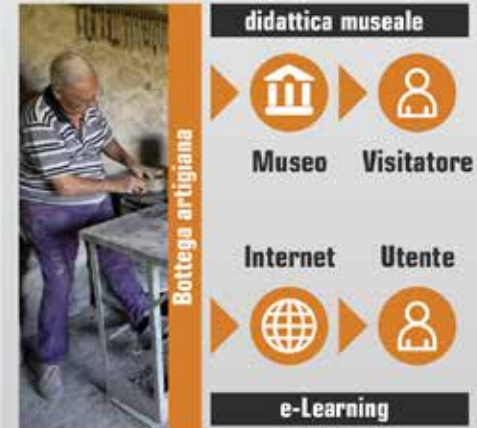 didattica museale
Bottega artigiana
Museo Visitatore
Internet Utente
e-Learning